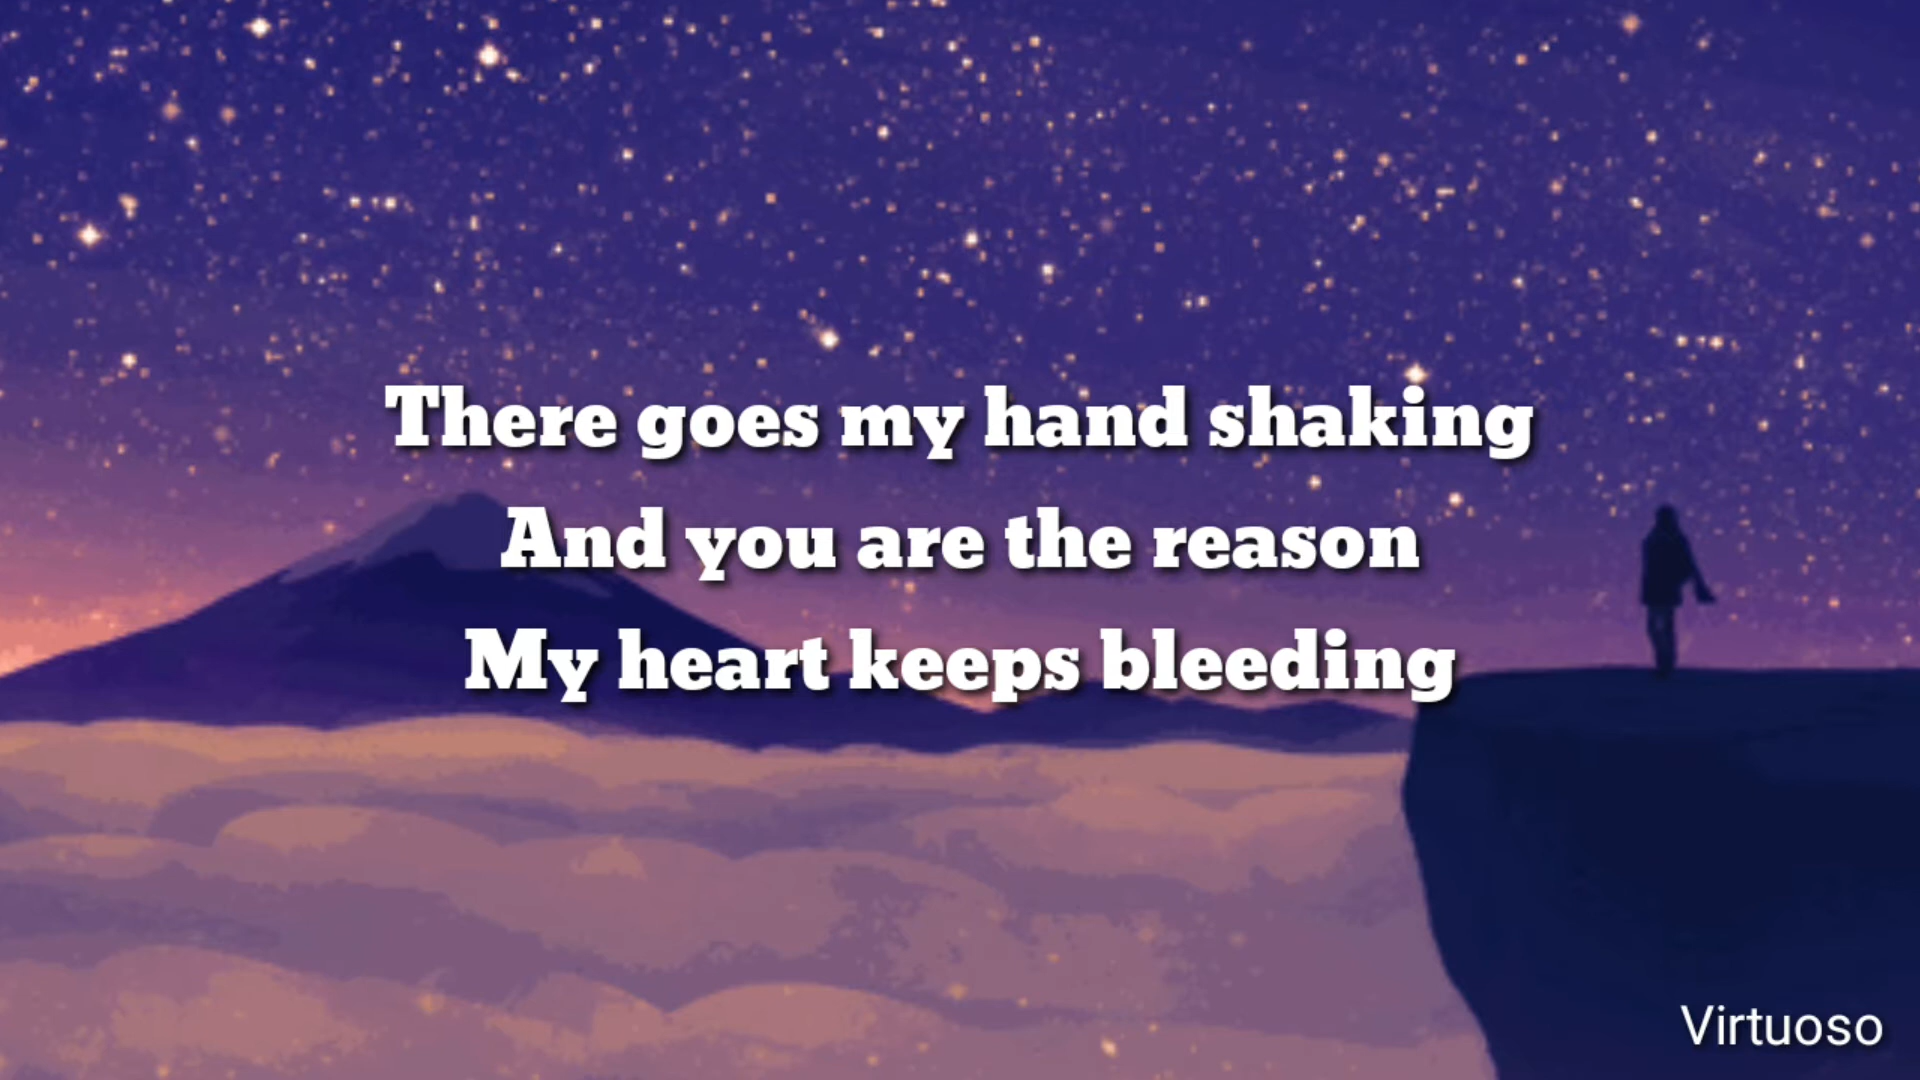 There goes my hand shaking
And you are the reason
My heart keeps bleeding
Virtuoso